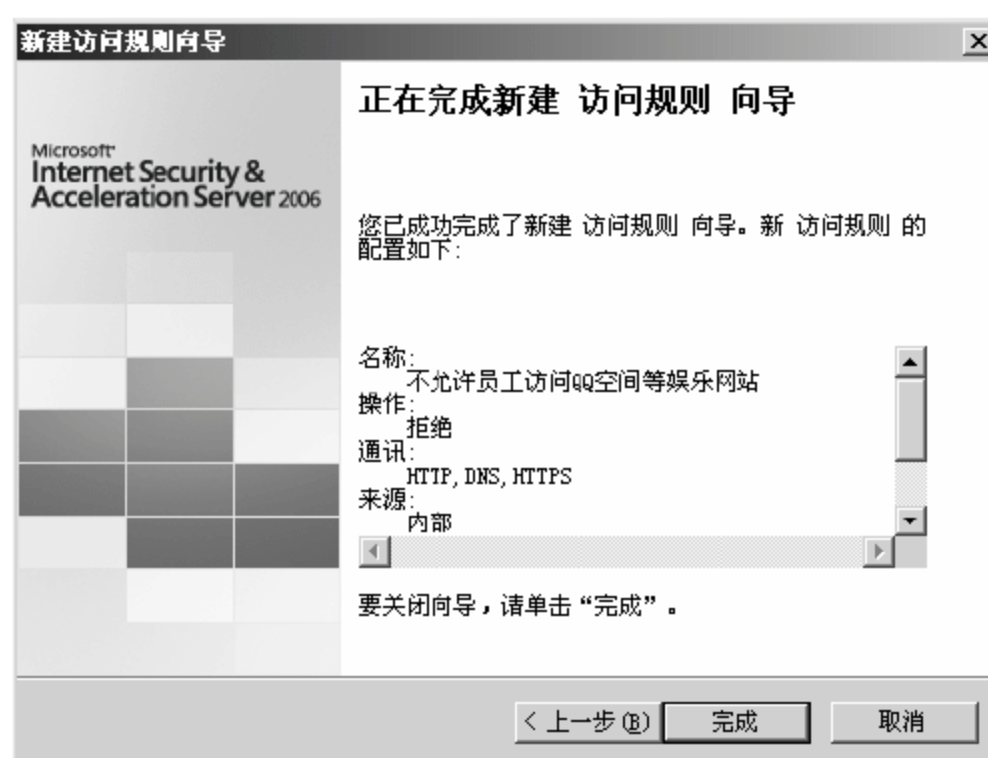 新建访问规则向导
正在完成新建 访问规则 向导
Microsoft
Internet Security &
Acceleration Server 2006
您已成功完成了新建 访问规则 向导。新 访问规则 的
配置如下:
名称:
不允许员工访问QQ空间等娱乐网站
操作:
拒绝
通讯:
HTTP, DNS, HTTPS
来源:
内部
要关闭向导，请单击“完成”。
< 上一步(B)
完成
取消